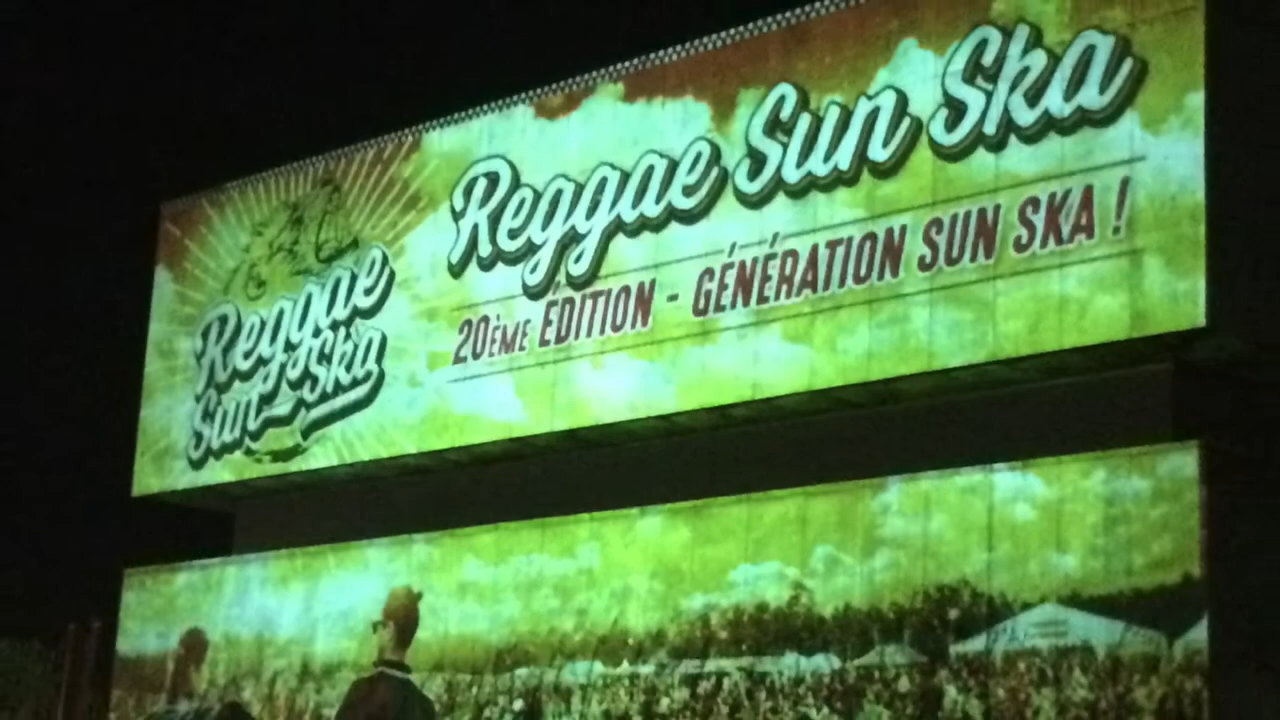 Reggae Sun Ska
20ÈME ÉDITION - GÉNÉRATION SUN SKA !
Reggae
Sun Ska